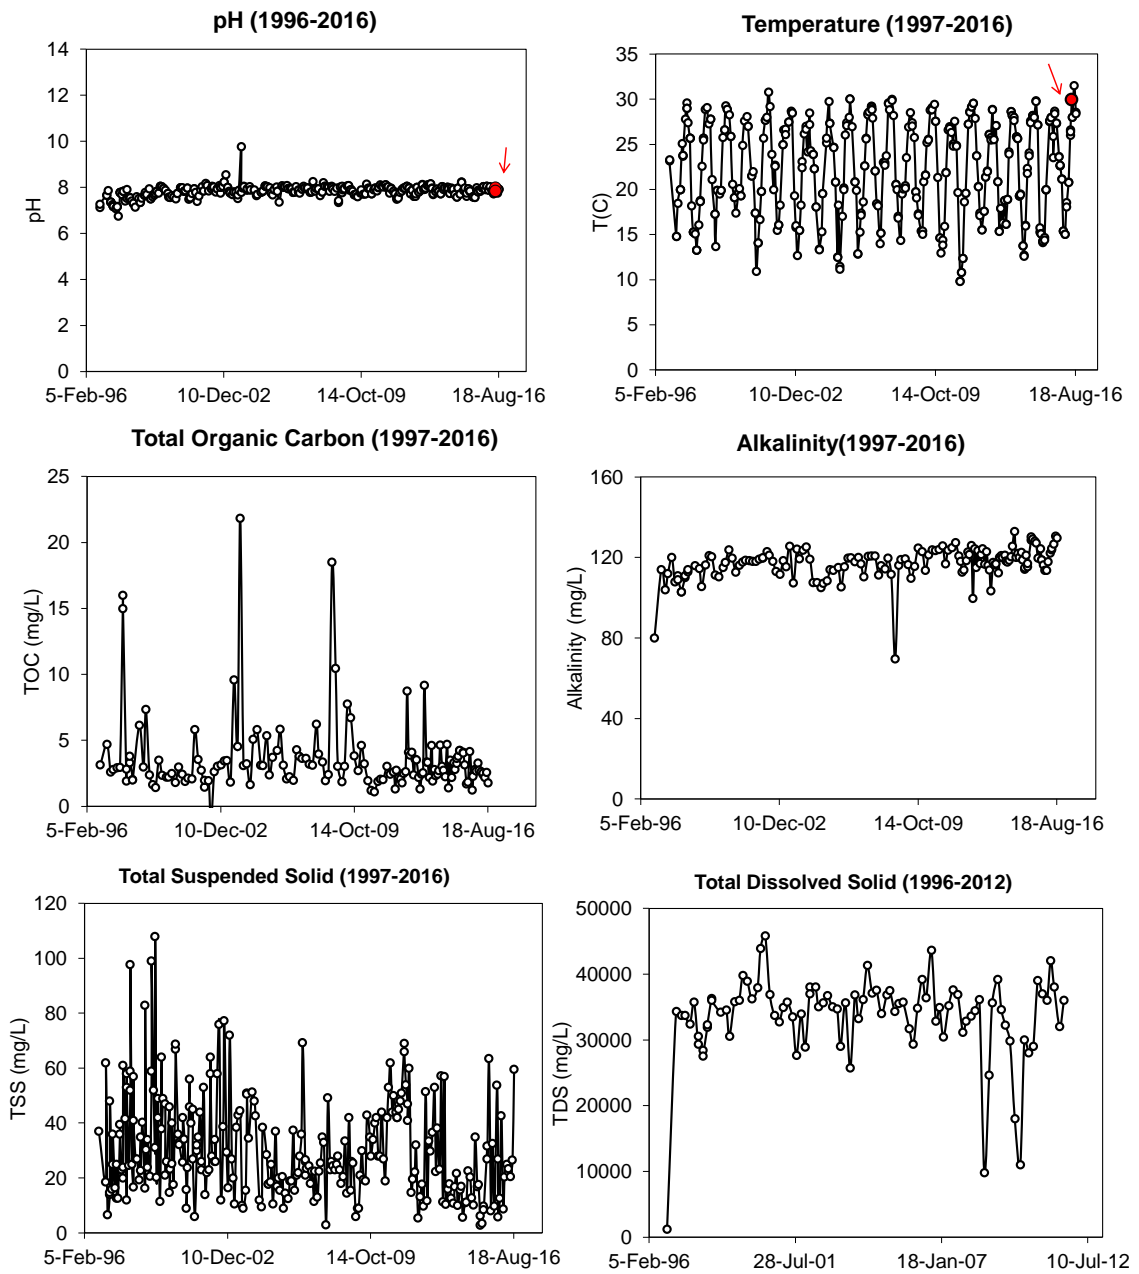 pH (1996-2016)
14
12
10
8
6
4
2
0
pH
5-Feb-96
10-Dec-02
14-Oct-09
18-Aug-16
Temperature (1997-2016)
35
30
25
20
15
10
5
0
T(C)
5-Feb-96
10-Dec-02
14-Oct-09
18-Aug-16
Total Organic Carbon (1997-2016)
25
20
15
10
5
0
TOC (mg/L)
5-Feb-96
10-Dec-02
14-Oct-09
18-Aug-16
Alkalinity(1997-2016)
160
120
80
40
0
Alkalinity (mg/L)
5-Feb-96
10-Dec-02
14-Oct-09
18-Aug-16
Total Suspended Solid (1997-2016)
120
100
80
60
40
20
0
TSS (mg/L)
5-Feb-96
10-Dec-02
14-Oct-09
18-Aug-16
Total Dissolved Solid (1996-2012)
50000
40000
30000
20000
10000
0
TDS (mg/L)
5-Feb-96
28-Jul-01
18-Jan-07
10-Jul-12